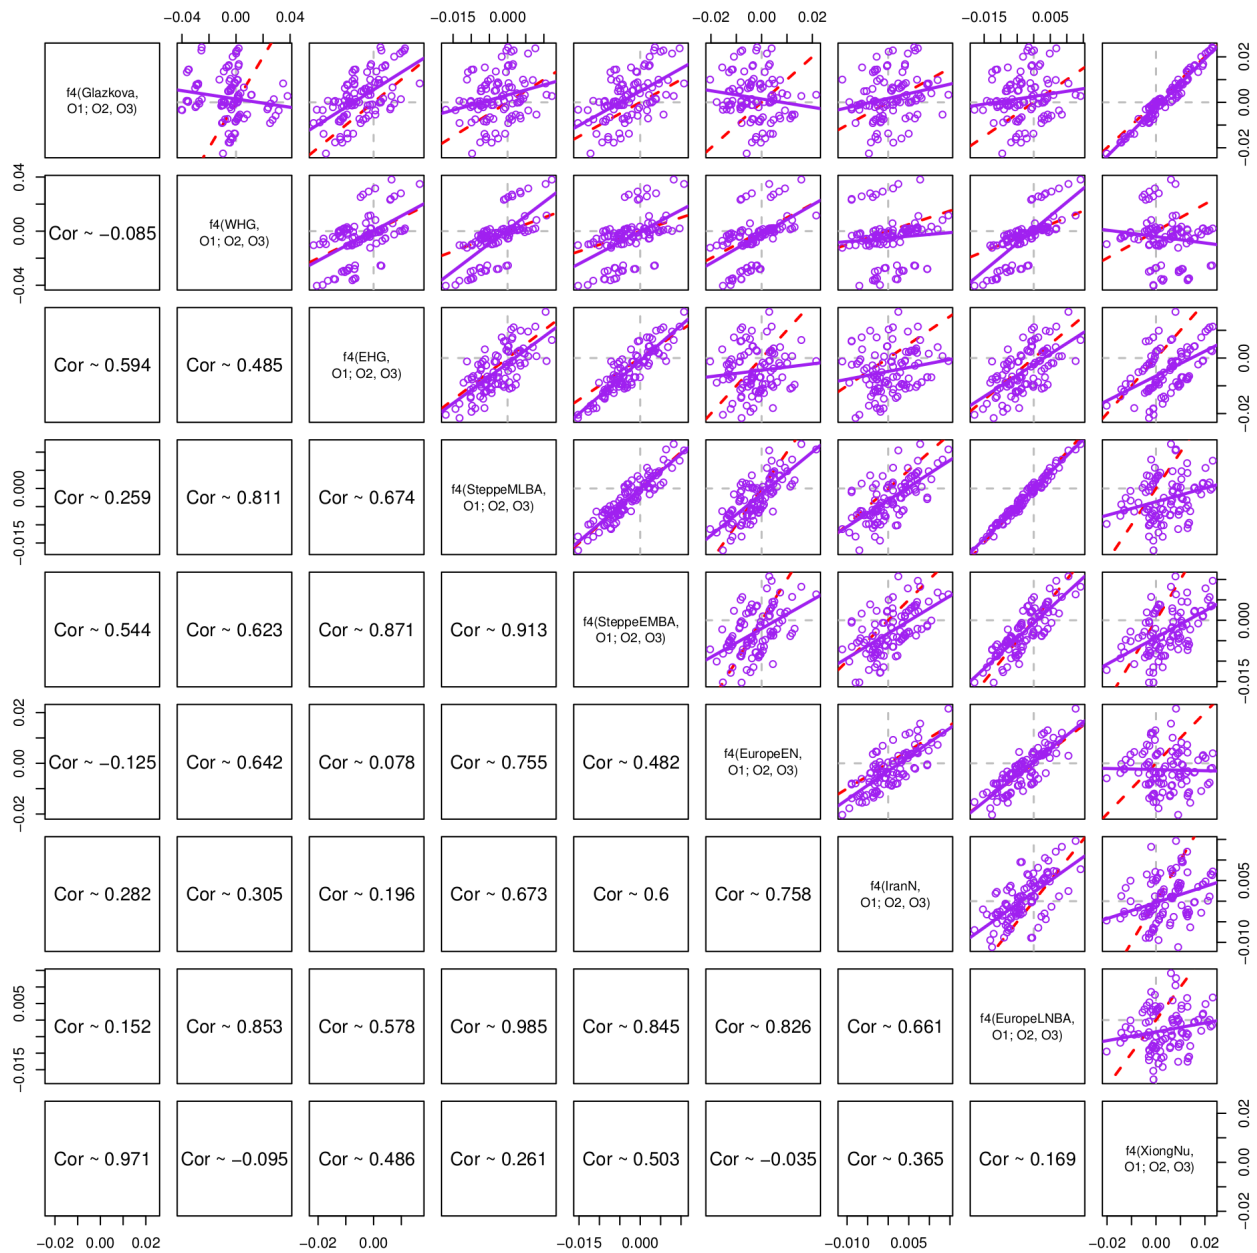 −0.04 0.00 0.04 −0.015 0.000 −0.02 0.00 0.02 −0.015 0.005
f4(Glazkova,
O1; O2, O3)
−0.02 0.00 0.02
−0.04 0.00 0.04
Cor ~ −0.085
f4(WHG,
O1; O2, O3)
Cor ~ 0.594
Cor ~ 0.485
f4(EHG,
O1; O2, O3)
−0.02 0.00
−0.015 0.000
Cor ~ 0.259
Cor ~ 0.811
Cor ~ 0.674
f4(SteppeMLBA,
O1; O2, O3)
Cor ~ 0.544
Cor ~ 0.623
Cor ~ 0.871
Cor ~ 0.913
f4(SteppeEMBA,
O1; O2, O3)
−0.015 0.000
−0.02 0.00 0.02
Cor ~ −0.125
Cor ~ 0.642
Cor ~ 0.078
Cor ~ 0.755
Cor ~ 0.482
f4(EuropeEN,
O1; O2, O3)
Cor ~ 0.282
Cor ~ 0.305
Cor ~ 0.196
Cor ~ 0.673
Cor ~ 0.6
Cor ~ 0.758
f4(IranN,
O1; O2, O3)
−0.010 0.005
−0.015 0.005
Cor ~ 0.152
Cor ~ 0.853
Cor ~ 0.578
Cor ~ 0.985
Cor ~ 0.845
Cor ~ 0.826
Cor ~ 0.661
f4(EuropeLNBA,
O1; O2, O3)
Cor ~ 0.971
Cor ~ −0.095
Cor ~ 0.486
Cor ~ 0.261
Cor ~ 0.503
Cor ~ −0.035
Cor ~ 0.365
Cor ~ 0.169
f4(XiongNu,
O1; O2, O3)
−0.02 0.00 0.02
−0.02 0.00 0.02 −0.02 0.00 −0.015 0.000 −0.010 0.005 −0.02 0.00 0.02